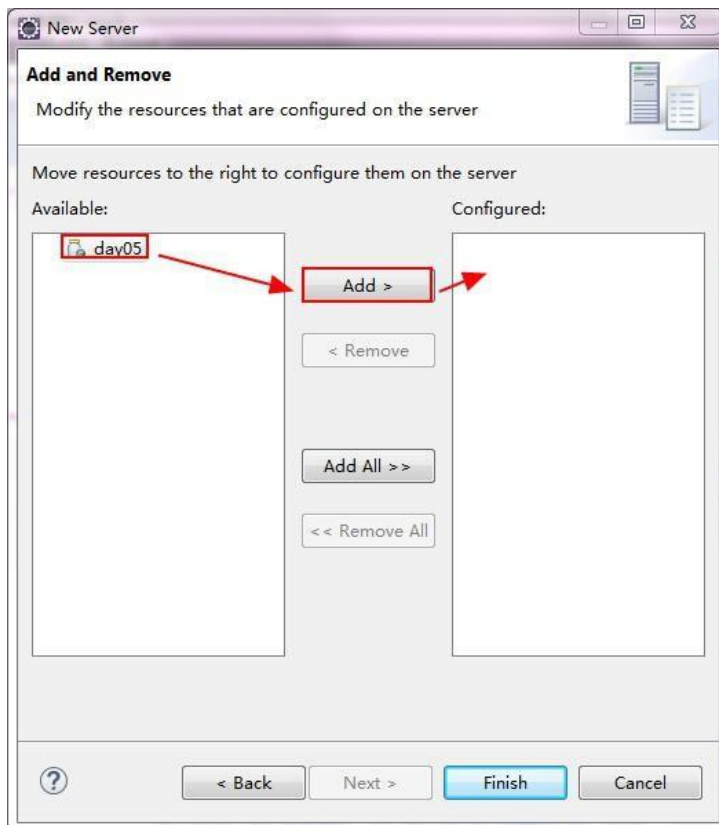 New Server
Add and Remove
Modify the resources that are configured on the server
Move resources to the right to configure them on the server
Available:
Configured:
day05
Add >
< Remove
Add All >>
<< Remove All
?
< Back
Next >
Finish
Cancel